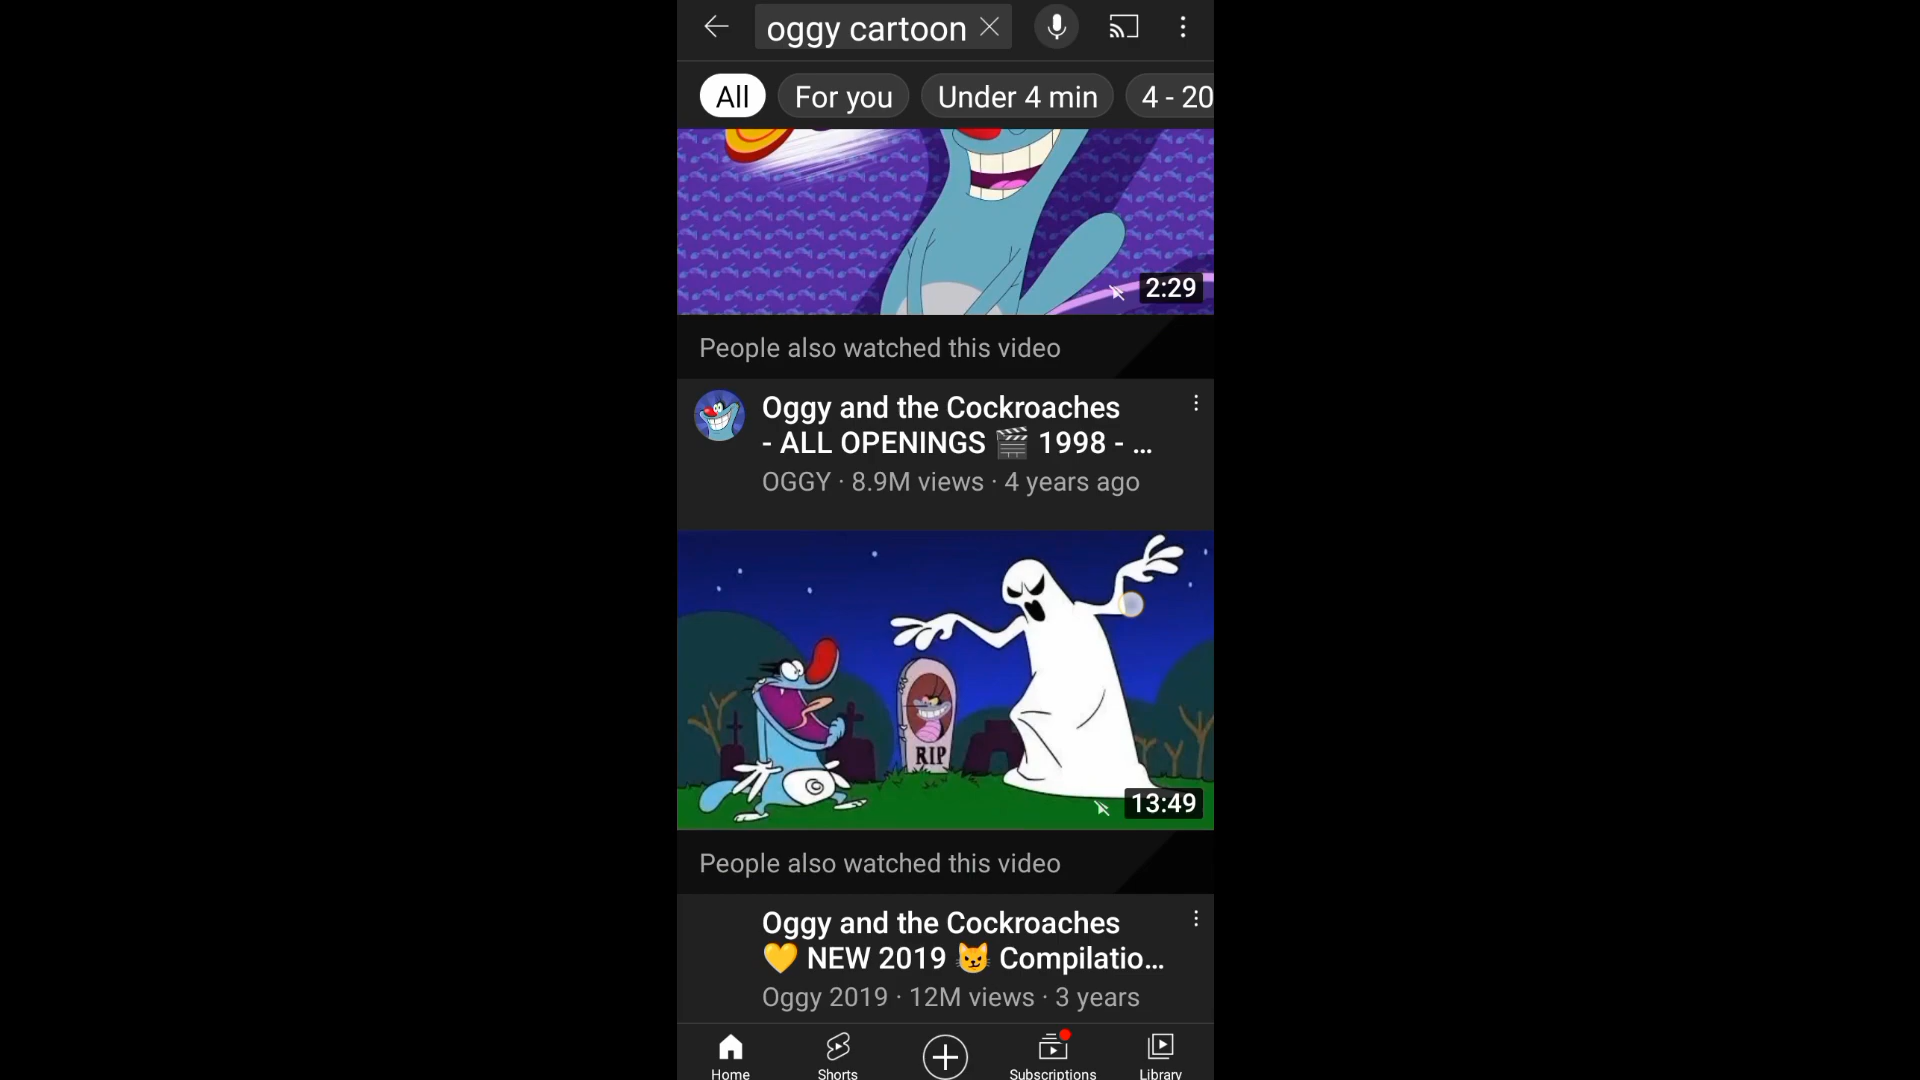 oggy cartoon
All
For you
Under 4 min
4 - 20
2:29
People also watched this video
Oggy and the Cockroaches
- ALL OPENINGS 🎬 1998 - ...
OGGY · 8.9M views · 4 years ago
RIP
13:49
People also watched this video
Oggy and the Cockroaches
💛 NEW 2019 😼 Compilatio...
Oggy 2019 · 12M views · 3 years
Home
Shorts
Subscriptions
Library